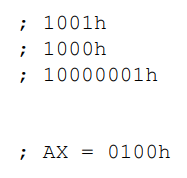 ; 1001h
; 1000h
; 10000001h
; AX = 0100h